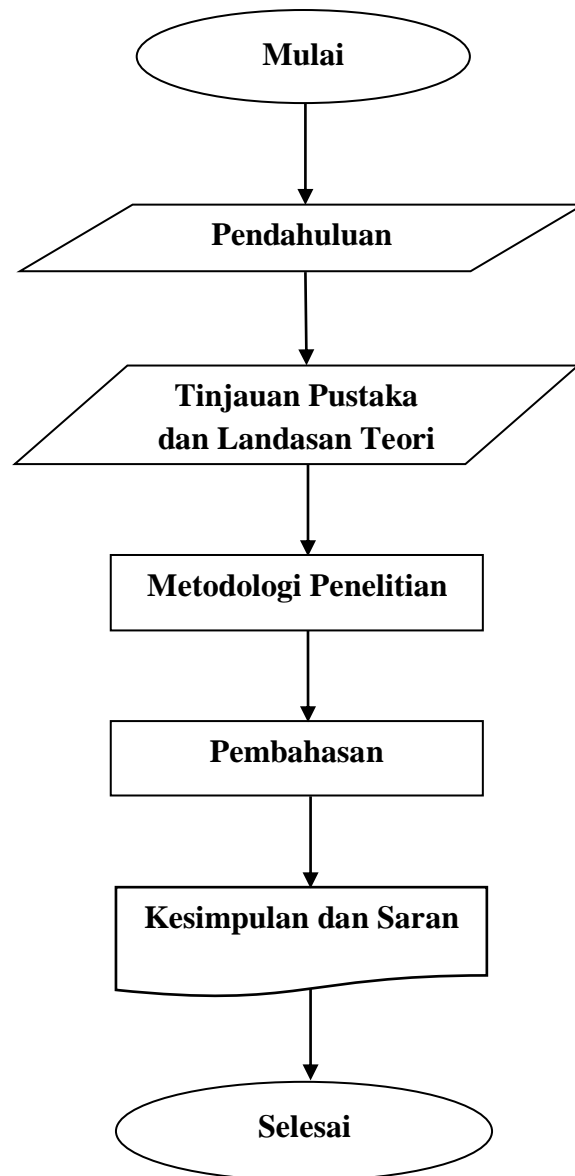 Mulai
Pendahuluan
Tinjauan Pustaka
dan Landasan Teori
Metodologi Penelitian
Pembahasan
Kesimpulan dan Saran
Selesai